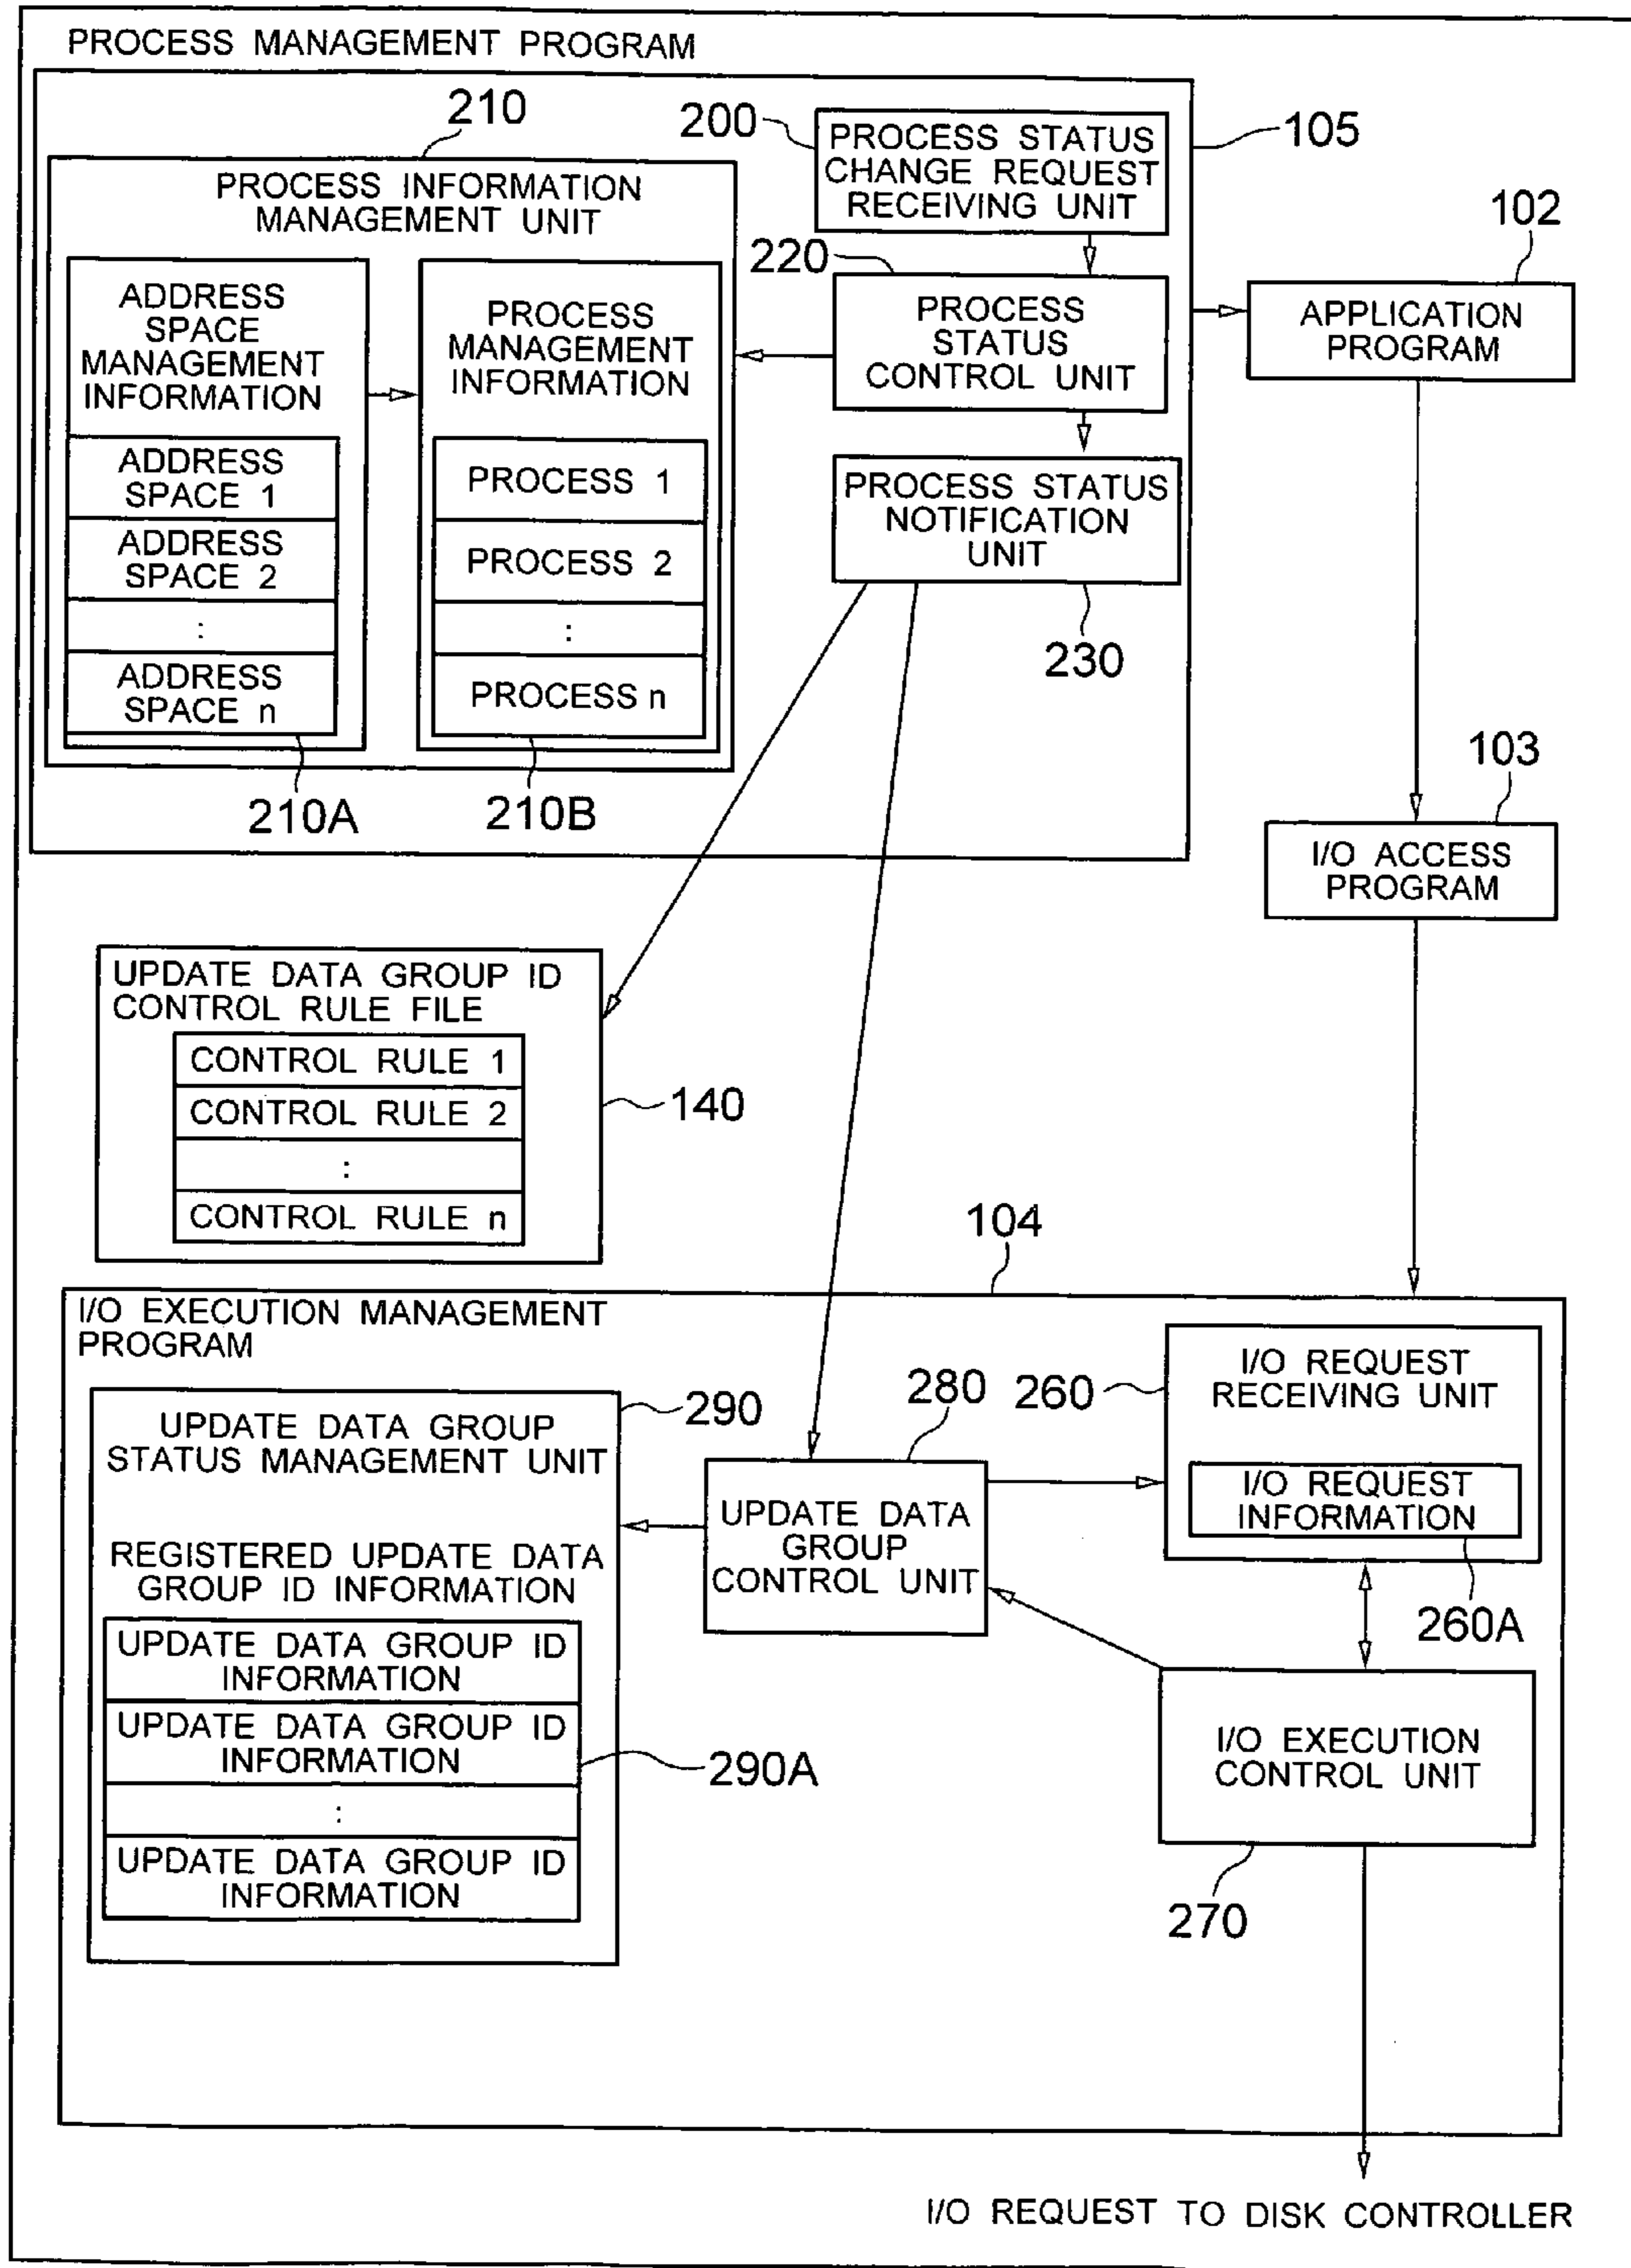 PROCESS MANAGEMENT PROGRAM
210
200
PROCESS STATUS
CHANGE REQUEST
RECEIVING UNIT
105
PROCESS INFORMATION
MANAGEMENT UNIT
102
220
ADDRESS
SPACE
MANAGEMENT
INFORMATION
PROCESS
MANAGEMENT
INFORMATION
PROCESS
STATUS
CONTROL UNIT
APPLICATION
PROGRAM
ADDRESS
SPACE 1
ADDRESS
SPACE 2
:
ADDRESS
SPACE n
PROCESS 1
PROCESS 2
:
PROCESS n
PROCESS STATUS
NOTIFICATION
UNIT
230
210A
210B
103
I/O ACCESS
PROGRAM
UPDATE DATA GROUP ID
CONTROL RULE FILE
CONTROL RULE 1
CONTROL RULE 2
:
CONTROL RULE n
140
104
I/O EXECUTION MANAGEMENT
PROGRAM
290
UPDATE DATA GROUP
STATUS MANAGEMENT UNIT
REGISTERED UPDATE DATA
GROUP ID INFORMATION
UPDATE DATA GROUP ID
INFORMATION
UPDATE DATA GROUP ID
INFORMATION
:
UPDATE DATA GROUP ID
INFORMATION
290A
280
UPDATE DATA
GROUP
CONTROL UNIT
260
I/O REQUEST
RECEIVING UNIT
I/O REQUEST
INFORMATION
260A
I/O EXECUTION
CONTROL UNIT
270
I/O REQUEST TO DISK CONTROLLER